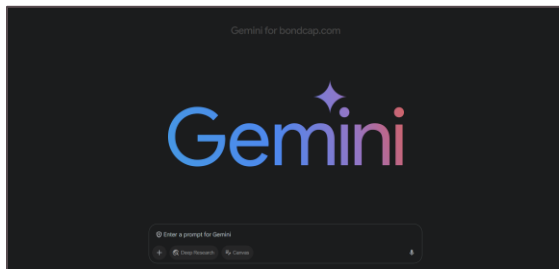 Gemini for bondcap.com
Gemini
Enter a prompt for Gemini
+ Deep Research Canvas